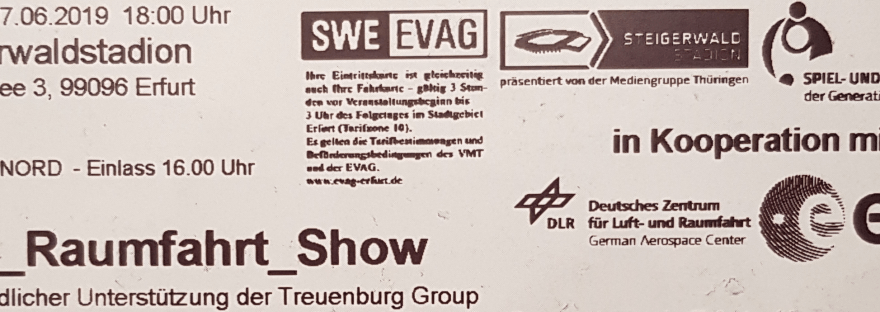 7.06.2019 18:00 Uhr
rwaldstadion
ee 3, 99096 Erfurt
NORD - Einlass 16.00 Uhr
SWE EVAG
Ihre Eintrittskarte ist gleichzeitig
auch Ihre Fahrkarte - gültig 3 Stun-
den vor Veranstaltungsbeginn bis
3 Uhr des Folgetages im Stadtgebiet
Erfurt (Tarifzone 10).
Es gelten die Tarifbestimmungen und
Beförderungsbedingungen des VMT
und der EVAG.
www.evag-erfurt.de
STEIGERWALD
STADION
präsentiert von der Mediengruppe Thüringen
SPIEL- UND
der Generati
in Kooperation mi
DLR
Deutsches Zentrum
für Luft- und Raumfahrt
German Aerospace Center
e
_Raumfahrt_Show
dlicher Unterstützung der Treuenburg Group